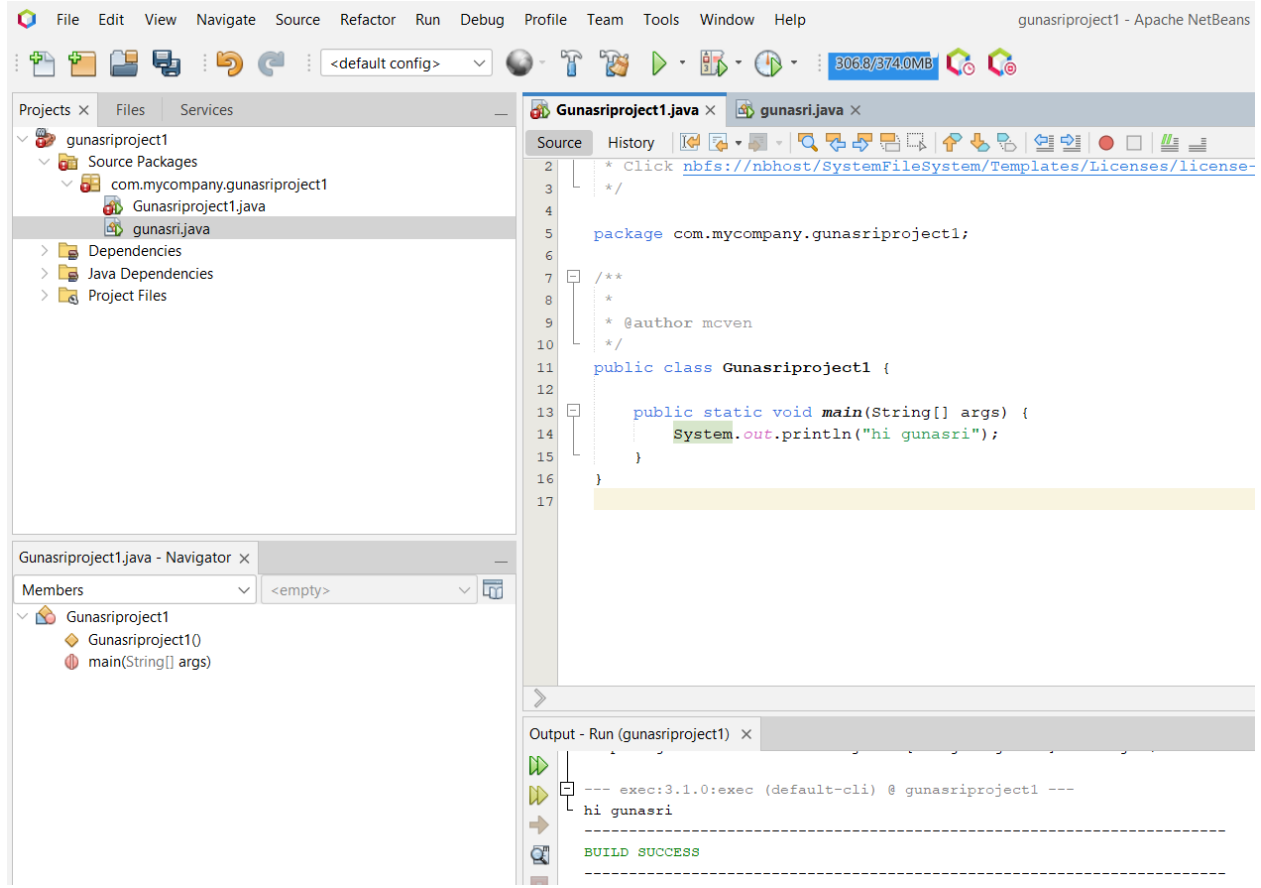 File Edit View Navigate Source Refactor Run Debug Profile Team Tools Window Help gunasriproject1 - Apache NetBeans
<default config> 306.8/374.0MB
Projects Files Services
gunasriproject1
Source Packages
com.mycompany.gunasriproject1
Gunasriproject1.java
gunasri.java
Dependencies
Java Dependencies
Project Files
Gunasriproject1.java - Navigator
Members <empty>
Gunasriproject1
Gunasriproject1()
main(String[] args)
Gunasriproject1.java gunasri.java
Source History
2 * Click nbfs://nbhost/SystemFileSystem/Templates/Licenses/license-
3 */
4
5 package com.mycompany.gunasriproject1;
6
7 /**
8 *
9 * @author mcven
10 */
11 public class Gunasriproject1 {
12
13 public static void main(String[] args) {
14 System.out.println("hi gunasri");
15 }
16 }
17
Output - Run (gunasriproject1)
--- exec:3.1.0:exec (default-cli) @ gunasriproject1 ---
hi gunasri
------------------------------------------------------------------------
BUILD SUCCESS
------------------------------------------------------------------------